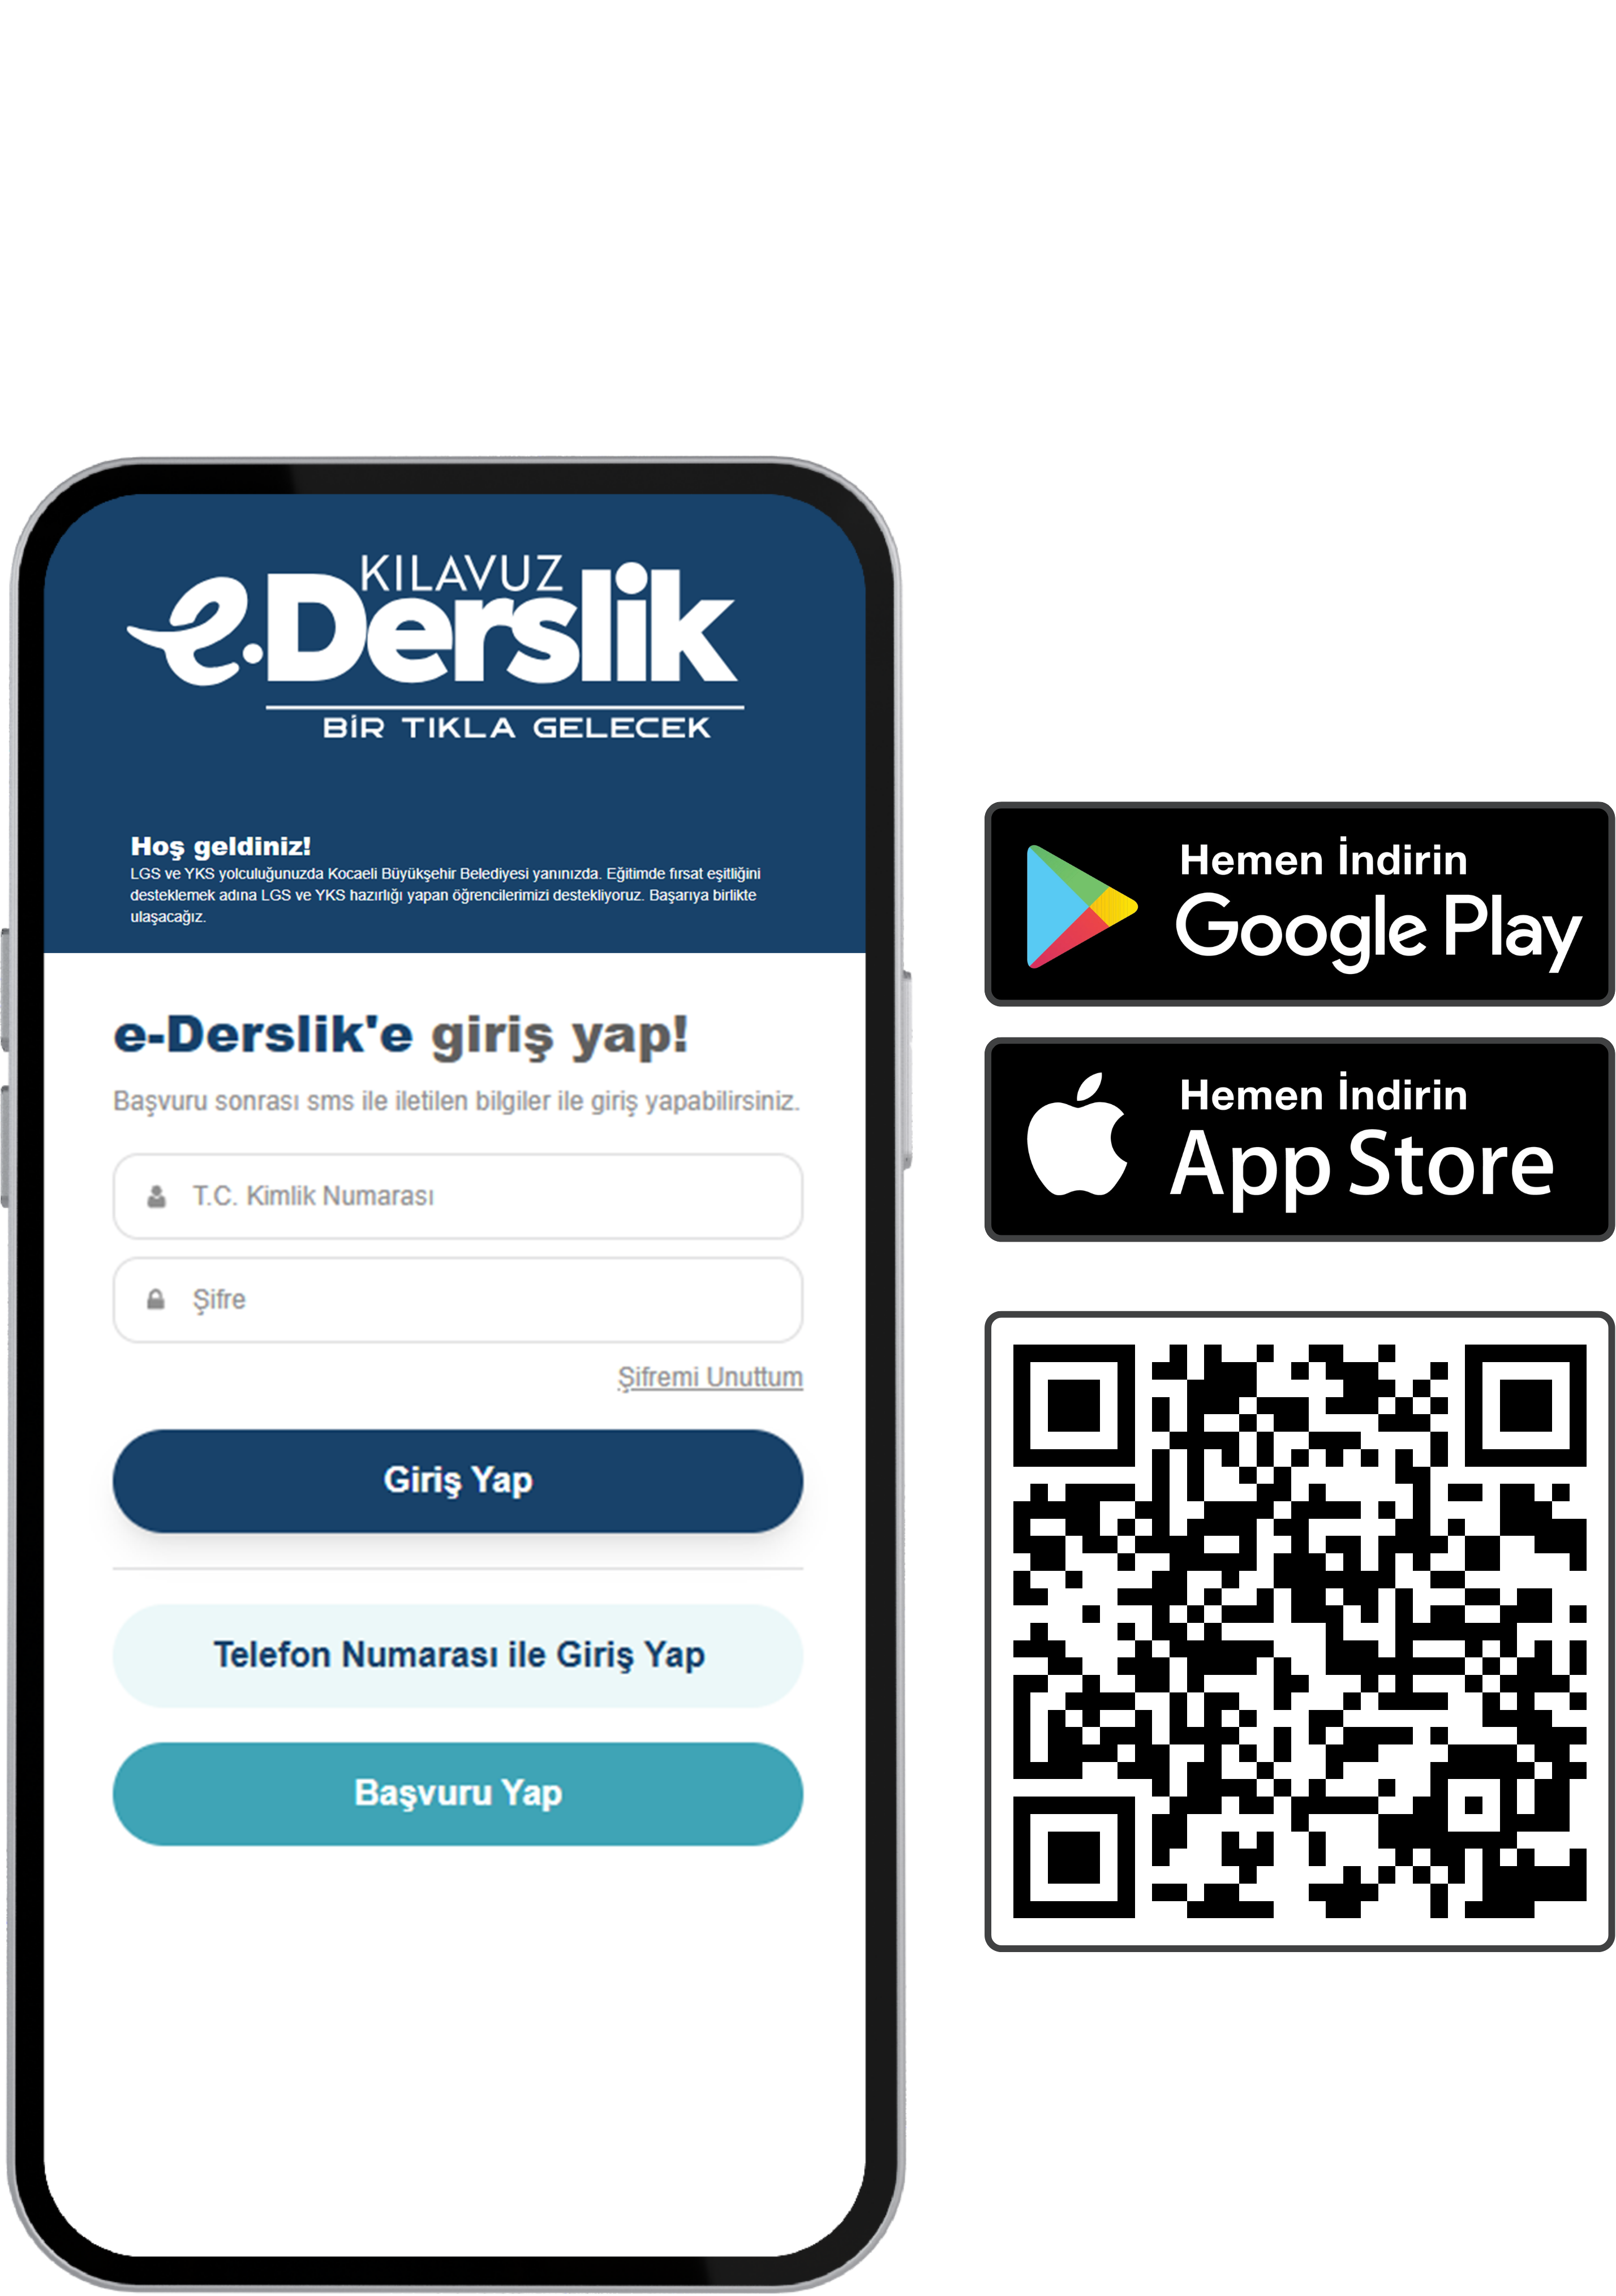 KILAVUZ
e.Derslik
BİR TIKLA GELECEK
Hoş geldiniz!
LGS ve YKS yolculuğunuzda Kocaeli Büyükşehir Belediyesi yanınızda. Eğitimde fırsat eşitliğini
desteklemek adına LGS ve YKS hazırlığı yapan öğrencilerimizi destekliyoruz. Başarıya birlikte
ulaşacağız.
e-Derslik'e giriş yap!
Başvuru sonrası sms ile iletilen bilgiler ile giriş yapabilirsiniz.
T.C. Kimlik Numarası
Şifre
Şifremi Unuttum
Giriş Yap
Telefon Numarası ile Giriş Yap
Başvuru Yap
Hemen İndirin
Google Play
Hemen İndirin
App Store